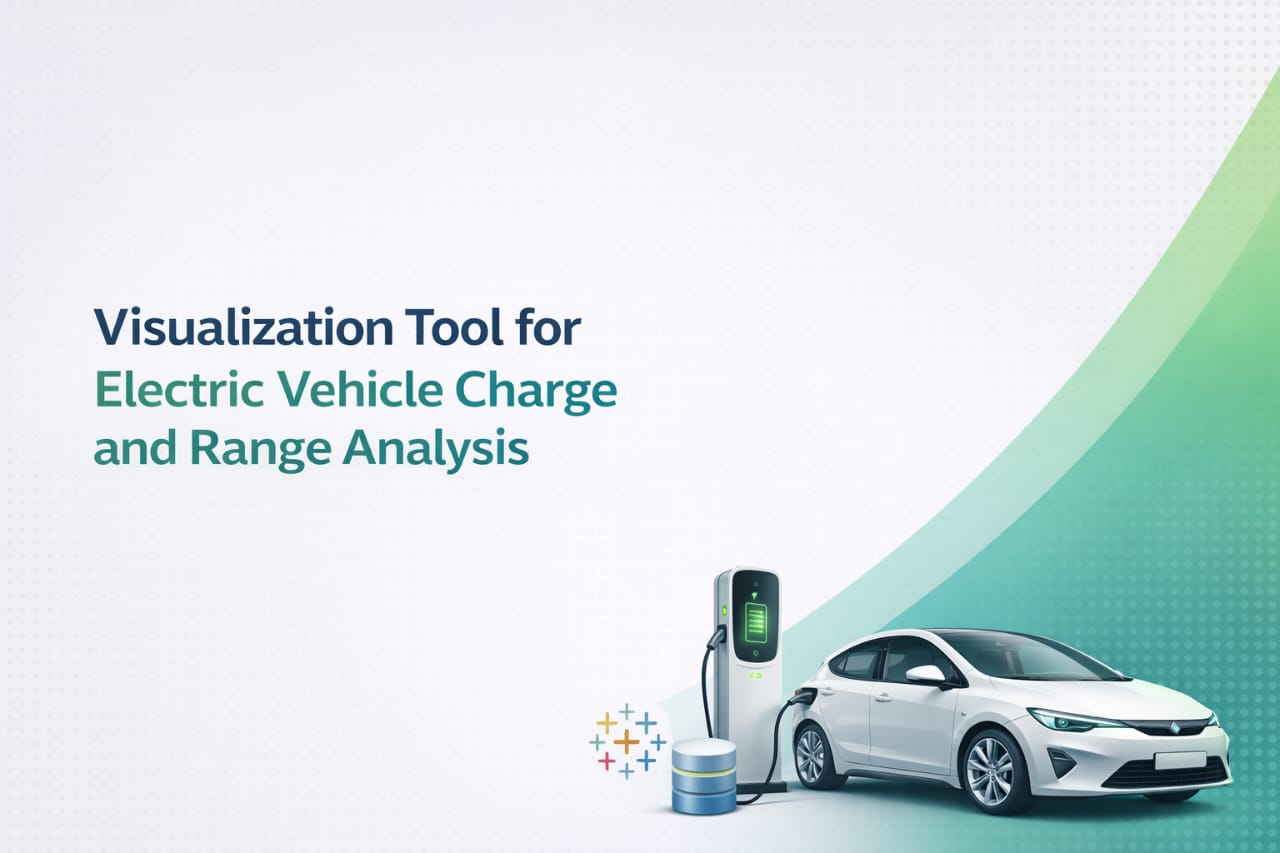 Visualization Tool for
Electric Vehicle Charge
and Range Analysis